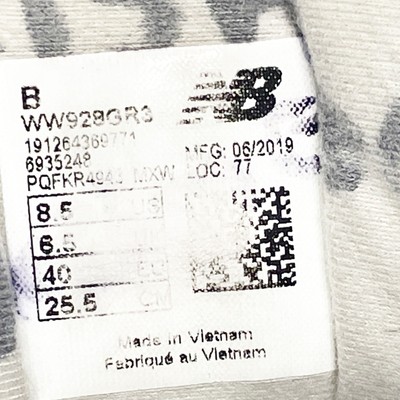 B
WW928GR3
191264369771
6935248
MXW
MFG: 06/2019
LOC: 77
8.5 US
6.5
40 EU
25.5 CM
Made in Vietnam
Fabriqué au Vietnam